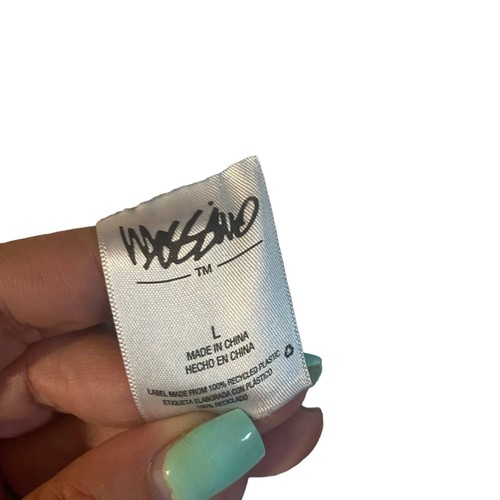 Mossimo
TM
L
MADE IN CHINA
HECHO EN CHINA
LABEL MADE FROM 100% RECYCLED PLASTIC
ETIQUETA ELABORADA CON PLÁSTICO
100% RECICLADO